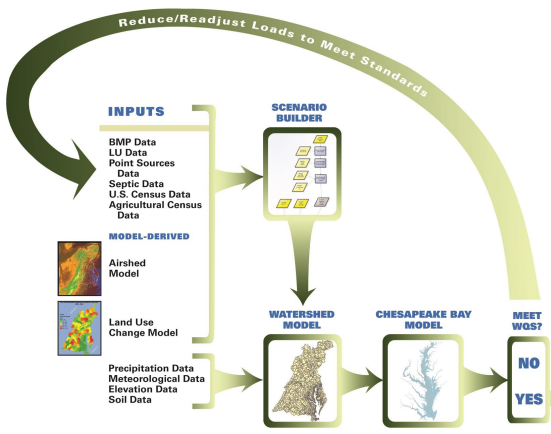 Reduce/Readjust Loads to Meet Standards
INPUTS
BMP Data
LU Data
Point Sources
Data
Septic Data
U.S. Census Data
Agricultural Census
Data
MODEL-DERIVED
Airshed
Model
Land Use
Change Model
Precipitation Data
Meteorological Data
Elevation Data
Soil Data
SCENARIO
BUILDER
WATERSHED
MODEL
CHESAPEAKE BAY
MODEL
MEET
WQS?
NO
YES